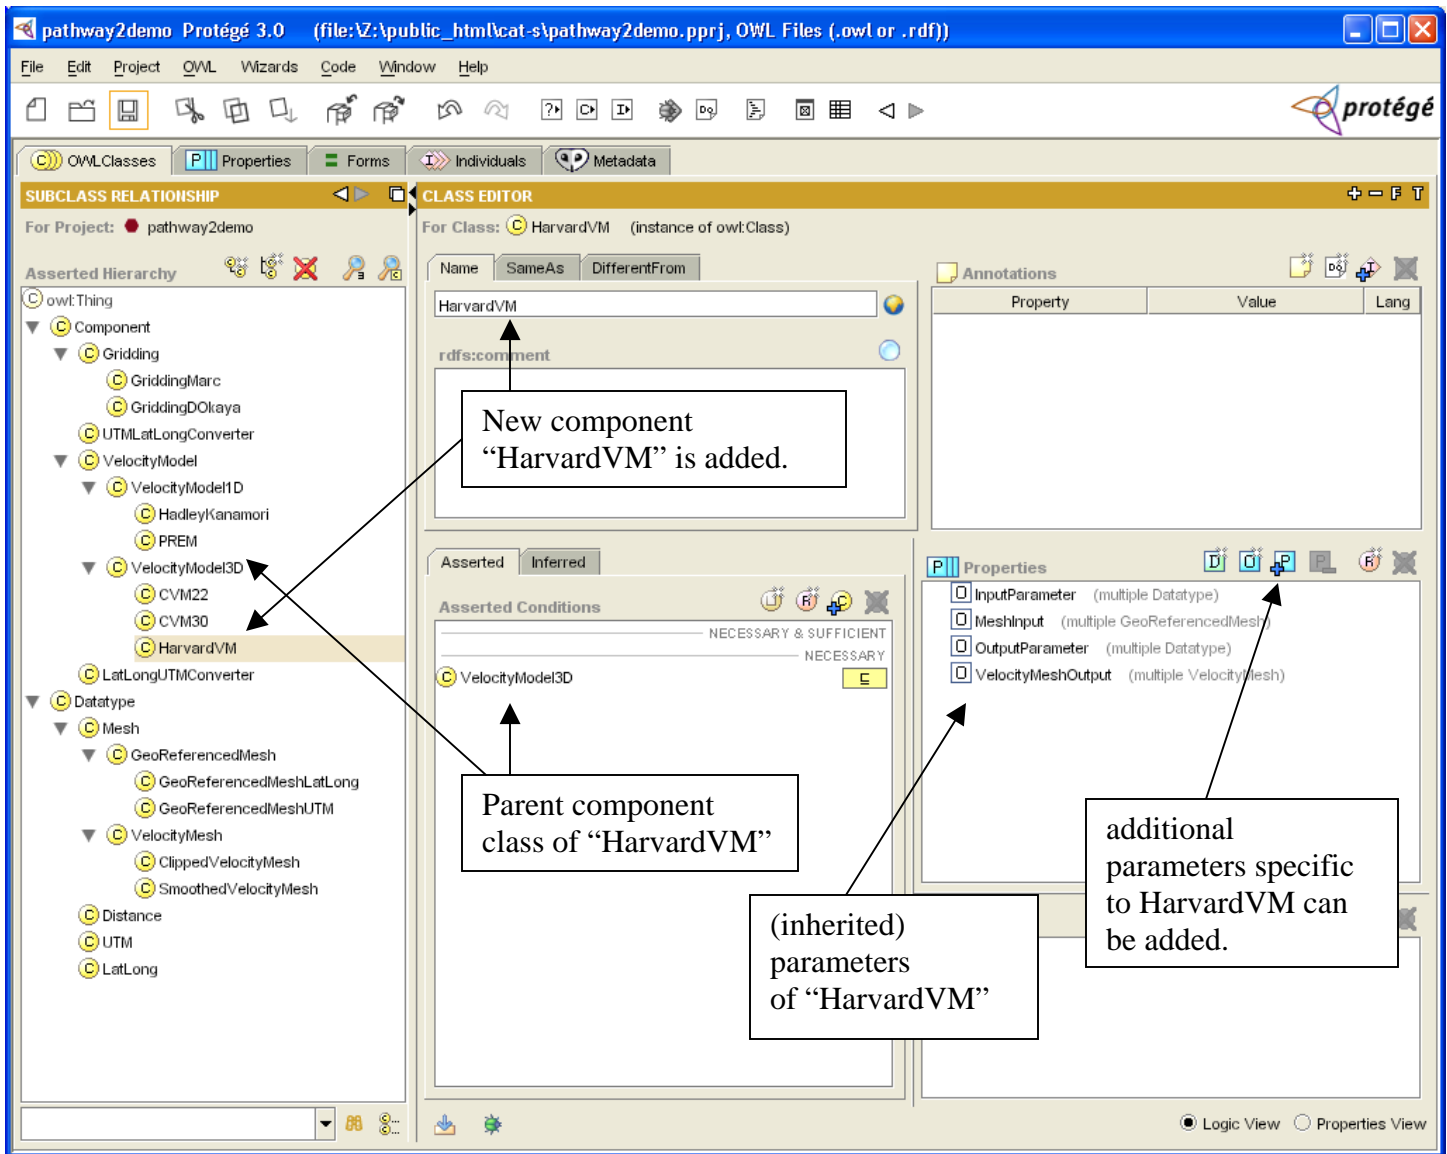 pathway2demo Protégé 3.0 (file:\Z:\public_html\cat-s\pathway2demo.pprj, OWL Files (.owl or .rdf))
File Edit Project OWL Wizards Code Window Help
protégé
OWLClasses Properties Forms Individuals Metadata
SUBCLASS RELATIONSHIP
For Project: pathway2demo
Asserted Hierarchy
owl:Thing
Component
Gridding
GriddingMarc
GriddingDOkaya
UTMLatLongConverter
VelocityModel
VelocityModel1D
HadleyKanamori
PREM
VelocityModel3D
CVM22
CVM30
HarvardVM
LatLongUTMConverter
Datatype
Mesh
GeoReferencedMesh
GeoReferencedMeshLatLong
GeoReferencedMeshUTM
VelocityMesh
ClippedVelocityMesh
SmoothedVelocityMesh
Distance
UTM
LatLong
CLASS EDITOR
For Class: HarvardVM (instance of owl:Class)
Name SameAs DifferentFrom
HarvardVM
rdfs:comment
New component
“HarvardVM” is added.
Annotations
Property Value Lang
Asserted Inferred
Asserted Conditions
NECESSARY & SUFFICIENT
NECESSARY
VelocityModel3D
Parent component
class of “HarvardVM”
Properties
InputParameter (multiple Datatype)
MeshInput (multiple GeoReferencedMesh)
OutputParameter (multiple Datatype)
VelocityMeshOutput (multiple VelocityMesh)
(inherited)
parameters
of “HarvardVM”
additional
parameters specific
to HarvardVM can
be added.
Logic View Properties View